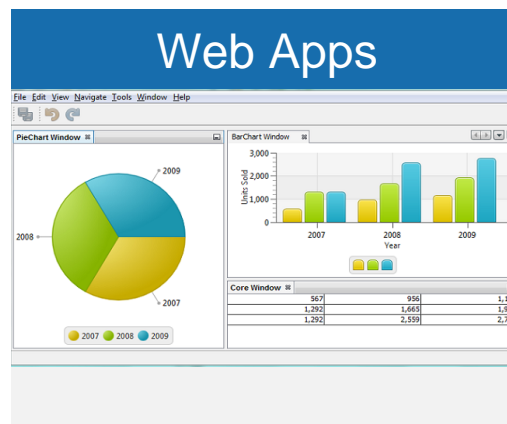 Web Apps
File Edit View Navigate Tools Window Help
PieChart Window
2009
2008
2007
2007 2008 2009
BarChart Window
3,000
2,000
1,000
0
Units Sold
2007 2008 2009
Year
Core Window
567 956
1,292 1,665
1,292 2,559